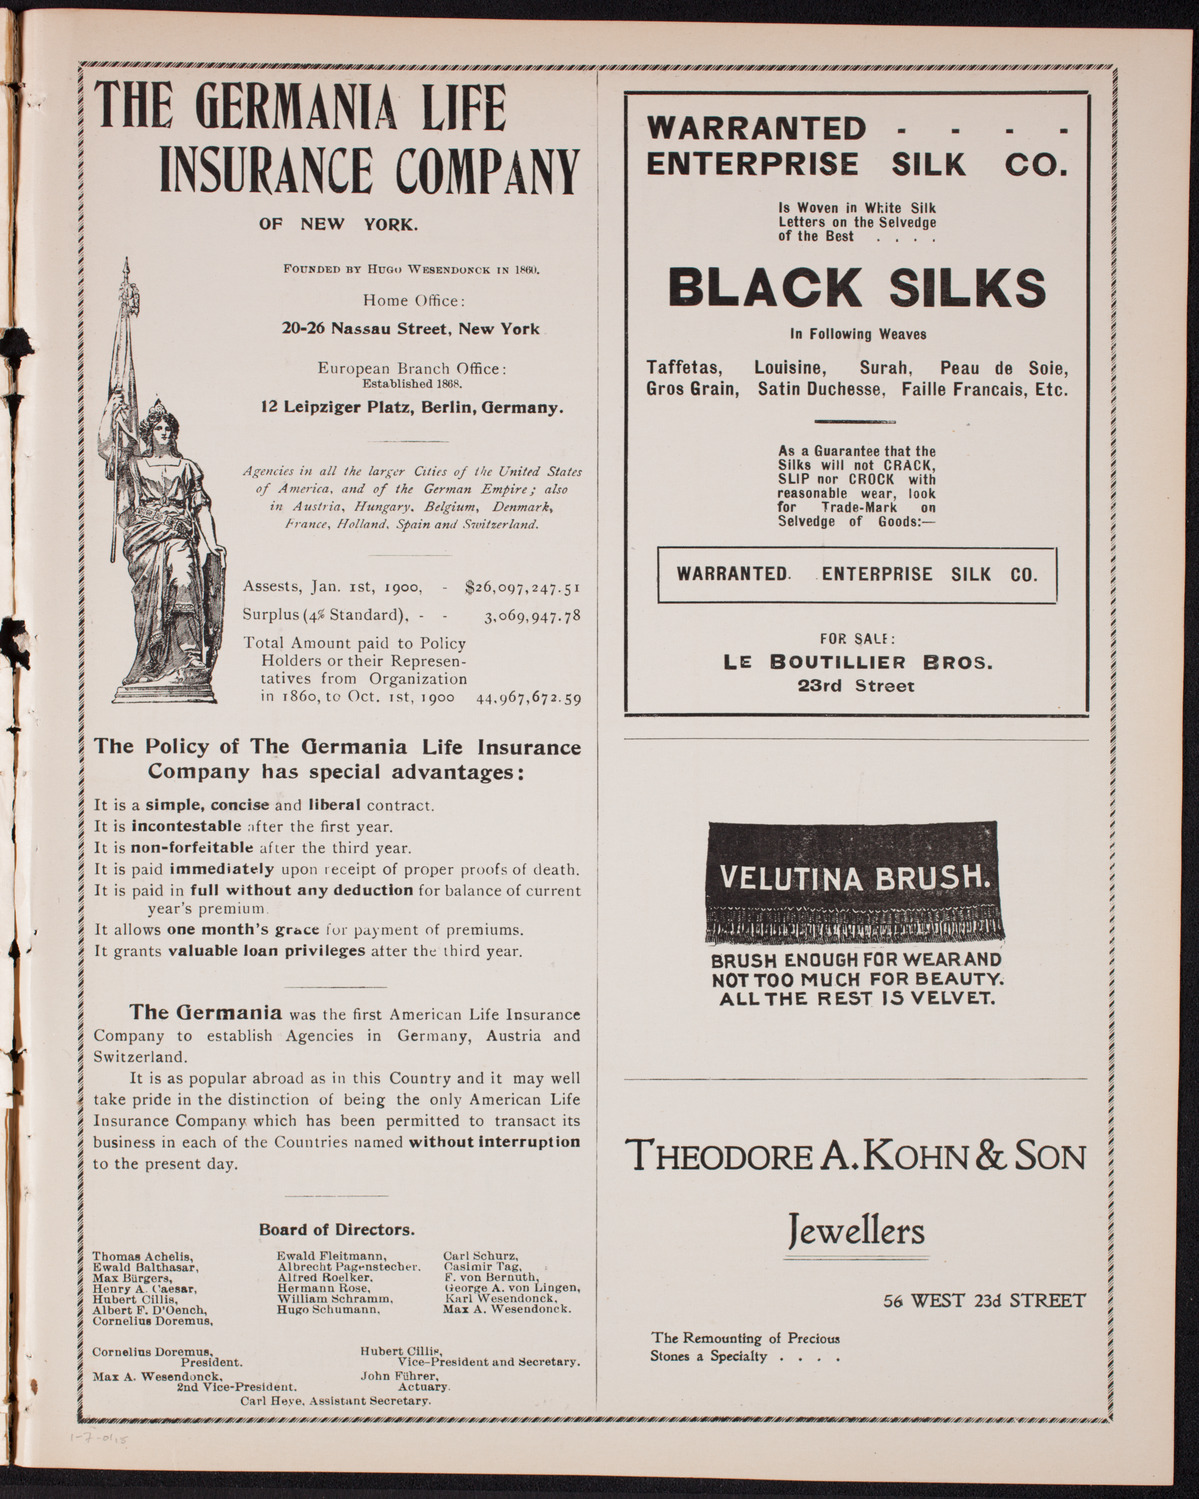 THE GERMANIA LIFE
INSURANCE COMPANY
OF NEW YORK.
FOUNDED BY HUGO WESENDONCK IN 1860.
Home Office:
20-26 Nassau Street, New York
European Branch Office:
Established 1868.
12 Leipziger Platz, Berlin, Germany.
Agencies in all the larger Cities of the United States
of America, and of the German Empire; also
in Austria, Hungary, Belgium, Denmark,
France, Holland, Spain and Switzerland.
Assests, Jan. 1st, 1900, - $26,097,247.51
Surplus (4% Standard), - - 3,069,947.78
Total Amount paid to Policy
Holders or their Represen-
tatives from Organization
in 1860, to Oct. 1st, 1900 44,967,672.59
The Policy of The Germania Life Insurance
Company has special advantages:
It is a simple, concise and liberal contract.
It is incontestable after the first year.
It is non-forfeitable after the third year.
It is paid immediately upon receipt of proper proofs of death.
It is paid in full without any deduction for balance of current
year's premium.
It allows one month's grace for payment of premiums.
It grants valuable loan privileges after the third year.
The Germania was the first American Life Insurance
Company to establish Agencies in Germany, Austria and
Switzerland.
It is as popular abroad as in this Country and it may well
take pride in the distinction of being the only American Life
Insurance Company which has been permitted to transact its
business in each of the Countries named without interruption
to the present day.
Board of Directors.
Thomas Achelis,
Ewald Balthasar,
Max Bürgers,
Henry A. Caesar,
Hubert Cillis,
Albert F. D'Oench,
Cornelius Doremus,
Ewald Fleitmann,
Albrecht Pagenstecher,
Alfred Roelker,
Hermann Rose,
William Schramm,
Hugo Schumann,
Carl Schurz,
Casimir Tag,
F. von Bernuth,
George A. von Lingen,
Karl Wesendonck,
Max A. Wesendonck.
Cornelius Doremus,
President.
Hubert Cillis,
Vice-President and Secretary.
Max A. Wesendonck,
2nd Vice-President.
John Führer,
Actuary.
Carl Heye, Assistant Secretary.
WARRANTED - - - -
ENTERPRISE SILK CO.
Is Woven in White Silk
Letters on the Selvedge
of the Best . . . .
BLACK SILKS
In Following Weaves
Taffetas, Louisine, Surah, Peau de Soie,
Gros Grain, Satin Duchesse, Faille Francais, Etc.
As a Guarantee that the
Silks will not CRACK,
SLIP nor CROCK with
reasonable wear, look
for Trade-Mark on
Selvedge of Goods:—
WARRANTED. ENTERPRISE SILK CO.
FOR SALE:
LE BOUTILLIER BROS.
23rd Street
VELUTINA BRUSH.
BRUSH ENOUGH FOR WEAR AND
NOT TOO MUCH FOR BEAUTY.
ALL THE REST IS VELVET.
THEODORE A. KOHN & SON
Jewellers
56 WEST 23d STREET
The Remounting of Precious
Stones a Specialty . . . .